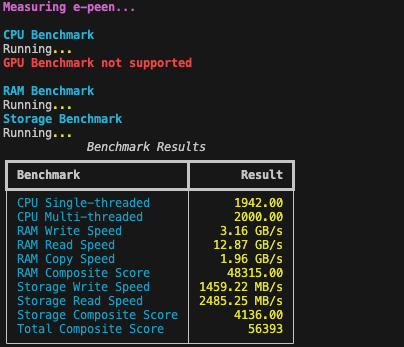 Measuring e-peen...
CPU Benchmark
Running...
GPU Benchmark not supported
RAM Benchmark
Running...
Storage Benchmark
Running...
Benchmark Results
Benchmark Result
CPU Single-threaded 1942.00
CPU Multi-threaded 2000.00
RAM Write Speed 3.16 GB/s
RAM Read Speed 12.87 GB/s
RAM Copy Speed 1.96 GB/s
RAM Composite Score 48315.00
Storage Write Speed 1459.22 MB/s
Storage Read Speed 2485.25 MB/s
Storage Composite Score 4136.00
Total Composite Score 56393